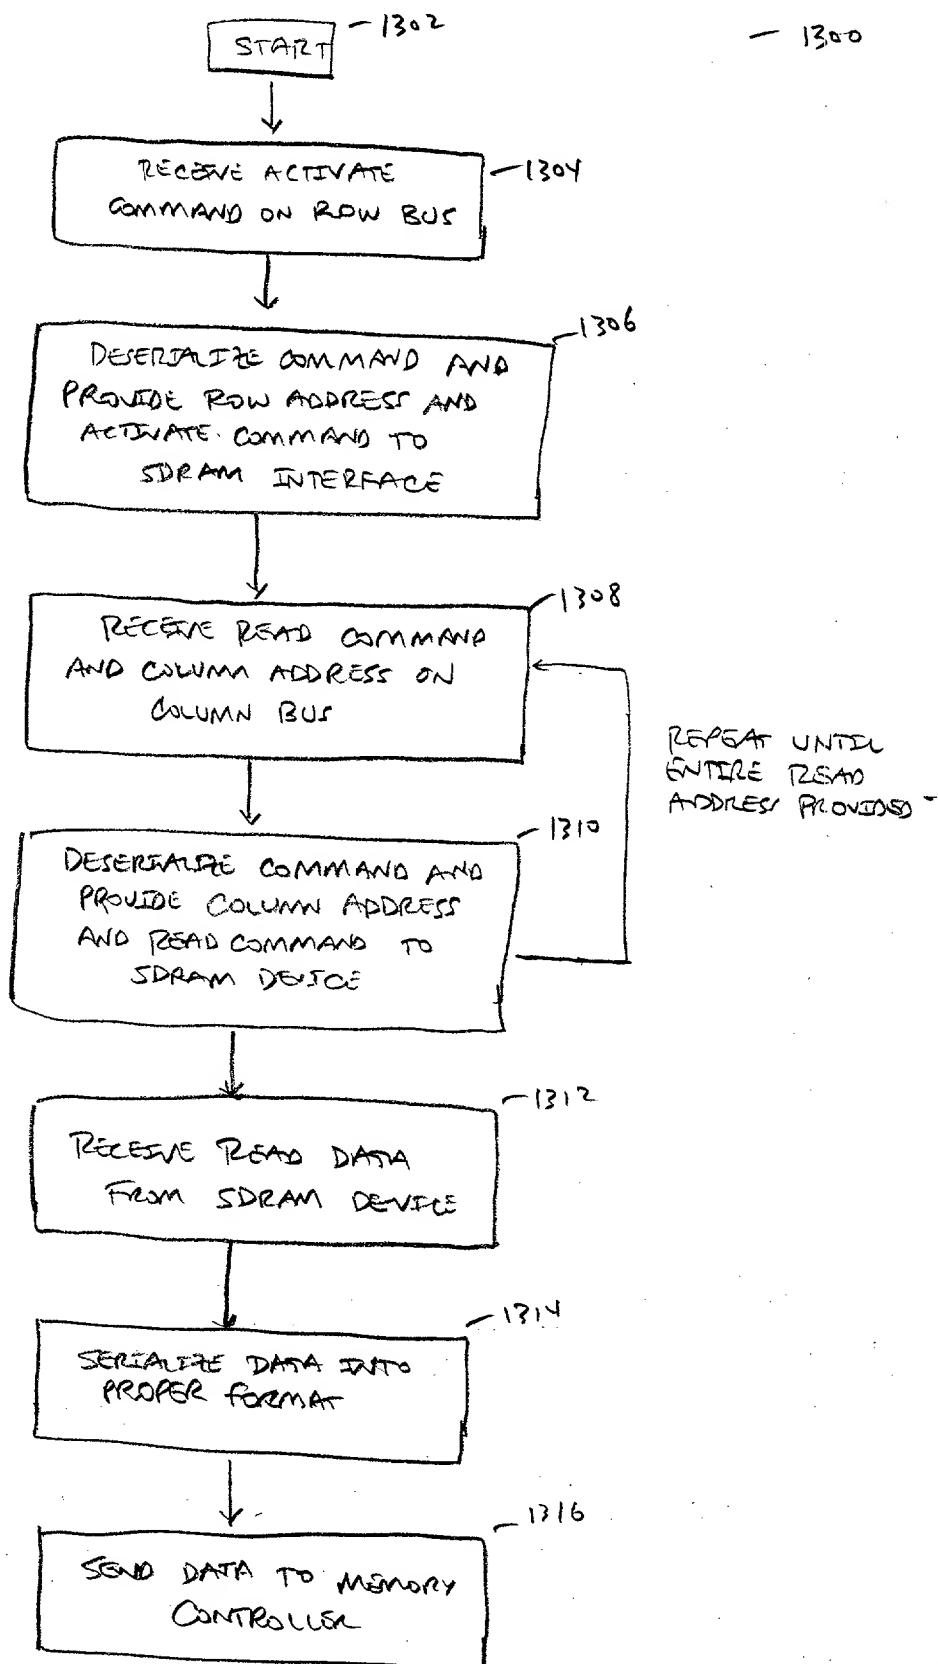 1302
START
1300
RECEIVE ACTIVATE
COMMAND ON ROW BUS
1304
1306
DESERIALIZE COMMAND AND
PROVIDE ROW ADDRESS AND
ACTIVATE COMMAND TO
SDRAM INTERFACE
1308
RECEIVE READ COMMAND
AND COLUMN ADDRESS ON
COLUMN BUS
REPEAT UNTIL
ENTIRE READ
ADDRESS PROVIDED
1310
DESERIALIZE COMMAND AND
PROVIDE COLUMN ADDRESS
AND READ COMMAND TO
SDRAM DEVICE
1312
RECEIVE READ DATA
FROM SDRAM DEVICE
1314
SERIALIZE DATA INTO
PROPER FORMAT
1316
SEND DATA TO MEMORY
CONTROLLER